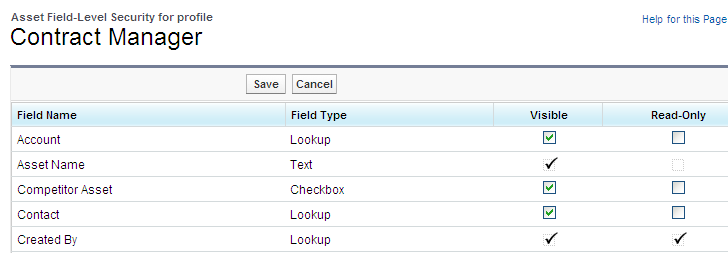 Asset Field-Level Security for profile
Help for this Page
Contract Manager
Save Cancel
Field Name Field Type Visible Read-Only
Account Lookup
Asset Name Text
Competitor Asset Checkbox
Contact Lookup
Created By Lookup